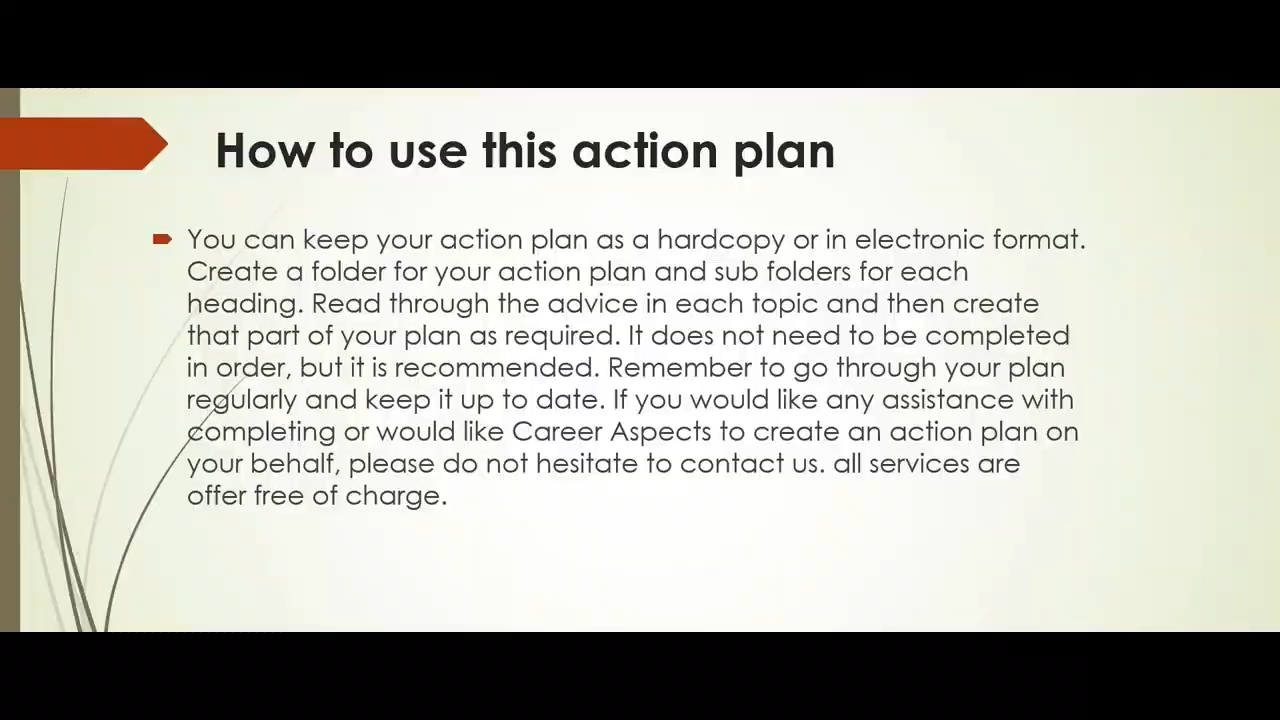 How to use this action plan
You can keep your action plan as a hardcopy or in electronic format.
Create a folder for your action plan and sub folders for each
heading. Read through the advice in each topic and then create
that part of your plan as required. It does not need to be completed
in order, but it is recommended. Remember to go through your plan
regularly and keep it up to date. If you would like any assistance with
completing or would like Career Aspects to create an action plan on
your behalf, please do not hesitate to contact us. all services are
offer free of charge.